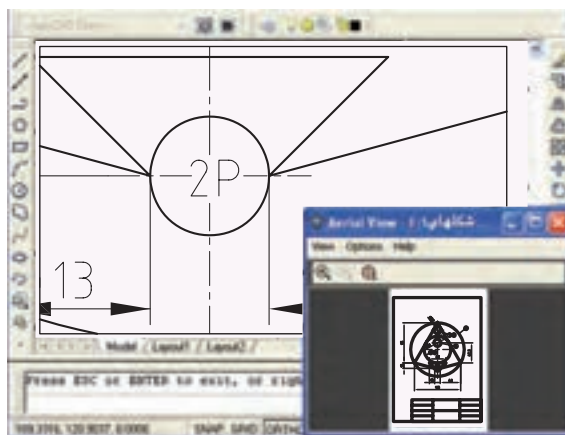 2P
13
Aerial View
View Options Help
Model / Layout1 / Layout2 /
Press ESC or ENTER to exit, or
SNAP GRID ORTHO